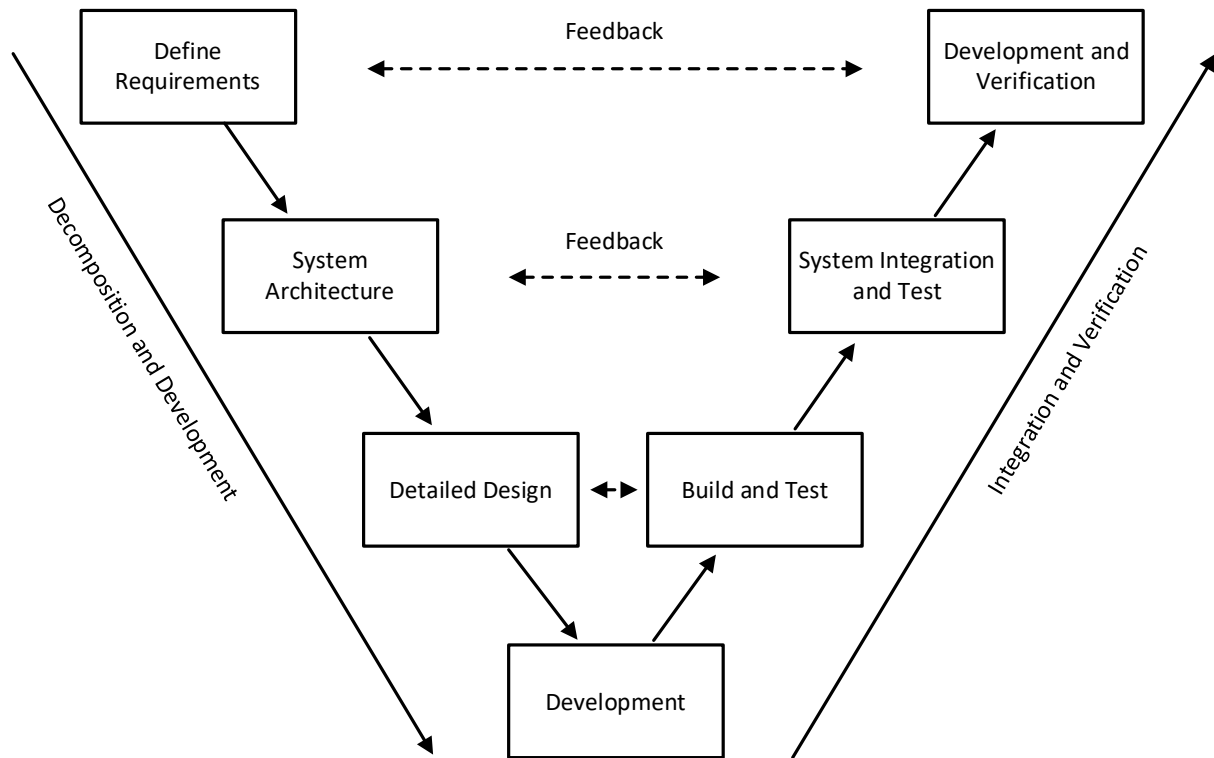 Define
Requirements
Feedback
Development and
Verification
Decomposition and Development
System
Architecture
Feedback
System Integration
and Test
Integration and Verification
Detailed Design
Build and Test
Development